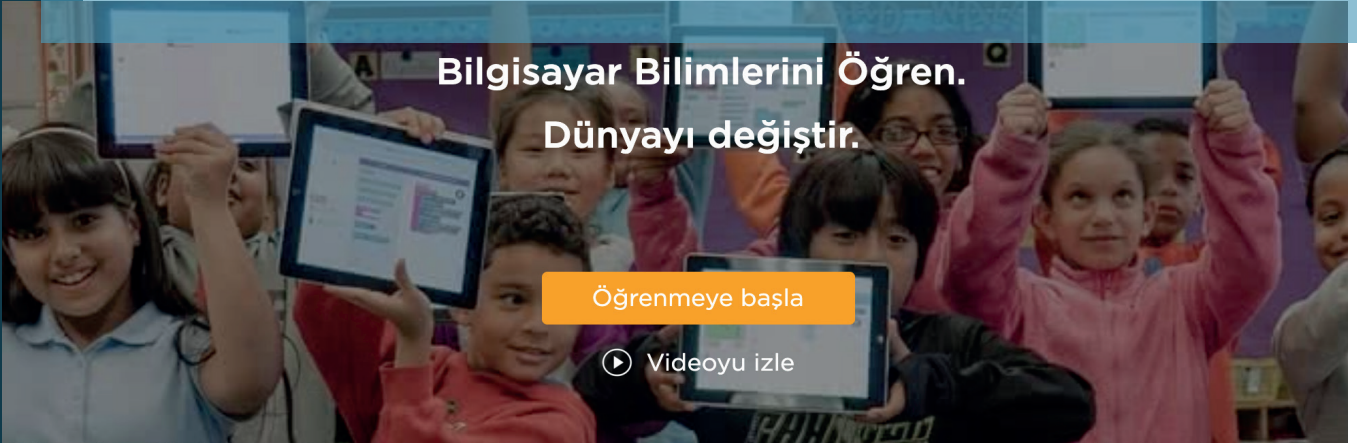 Bilgisayar Bilimlerini Öğren.
Dünyayı değiştir.
Öğrenmeye başla
Videoyu izle